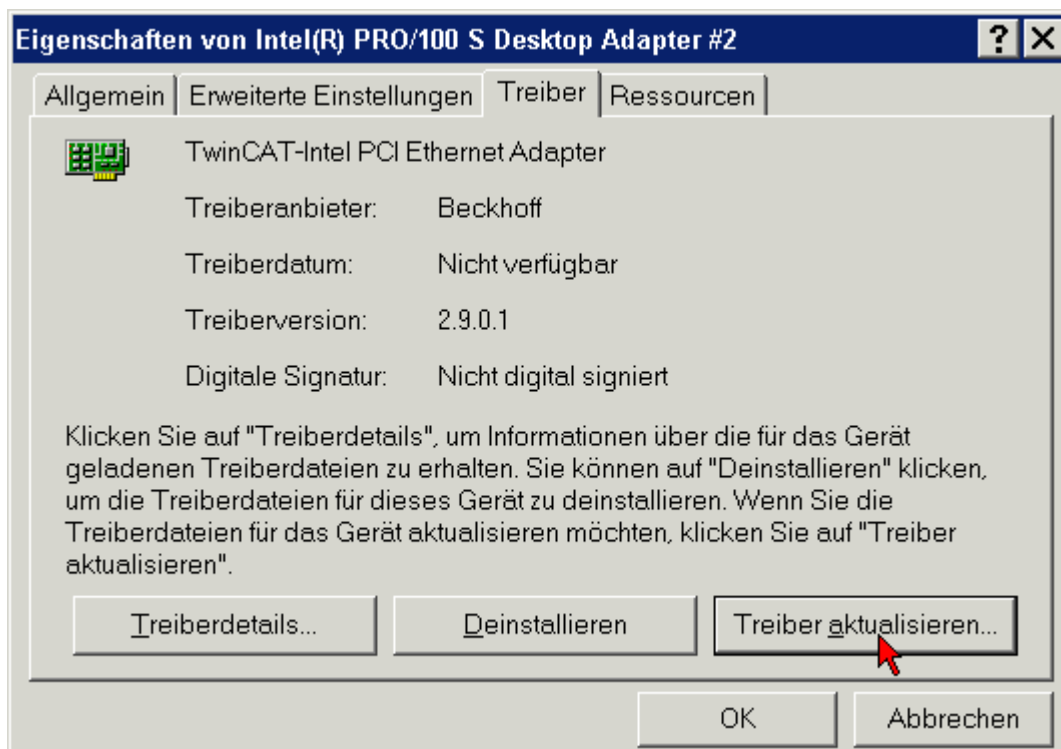 Eigenschaften von Intel(R) PRO/100 S Desktop Adapter #2
Allgemein Erweiterte Einstellungen Treiber Ressourcen
TwinCAT-Intel PCI Ethernet Adapter
Treiberanbieter: Beckhoff
Treiberdatum: Nicht verfügbar
Treiberversion: 2.9.0.1
Digitale Signatur: Nicht digital signiert
Klicken Sie auf "Treiberdetails", um Informationen über die für das Gerät
geladenen Treiberdateien zu erhalten. Sie können auf "Deinstallieren" klicken,
um die Treiberdateien für dieses Gerät zu deinstallieren. Wenn Sie die
Treiberdateien für das Gerät aktualisieren möchten, klicken Sie auf "Treiber
aktualisieren".
Treiberdetails... Deinstallieren Treiber aktualisieren...
OK Abbrechen